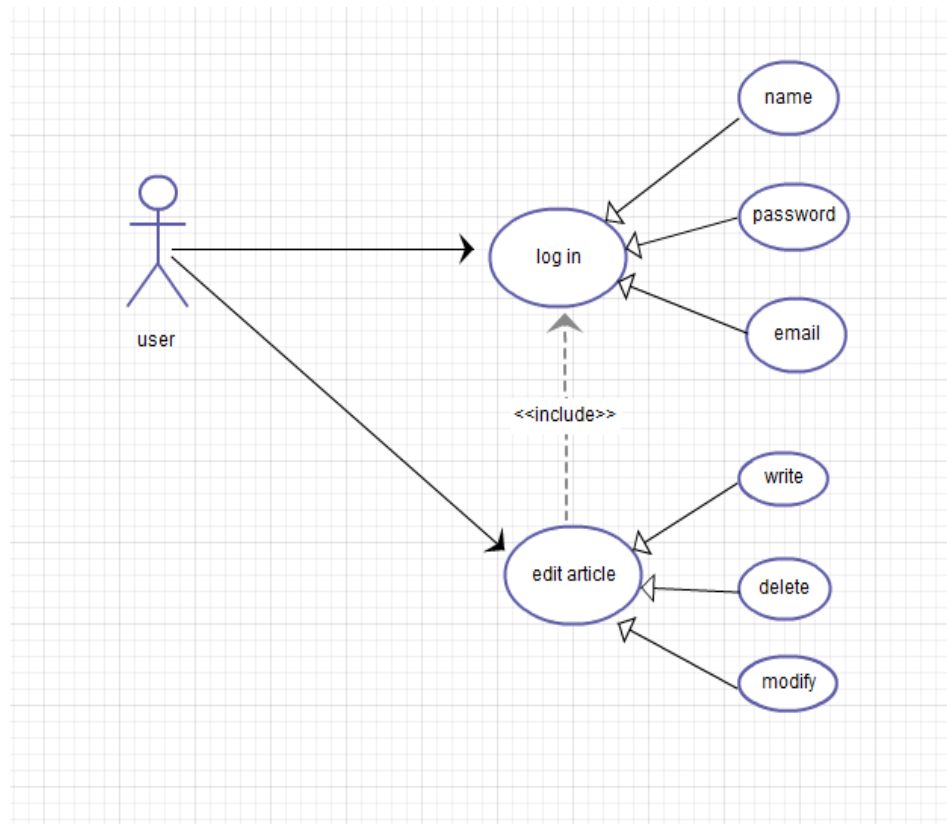 name
password
log in
user
email
<<include>>
write
edit article
delete
modify